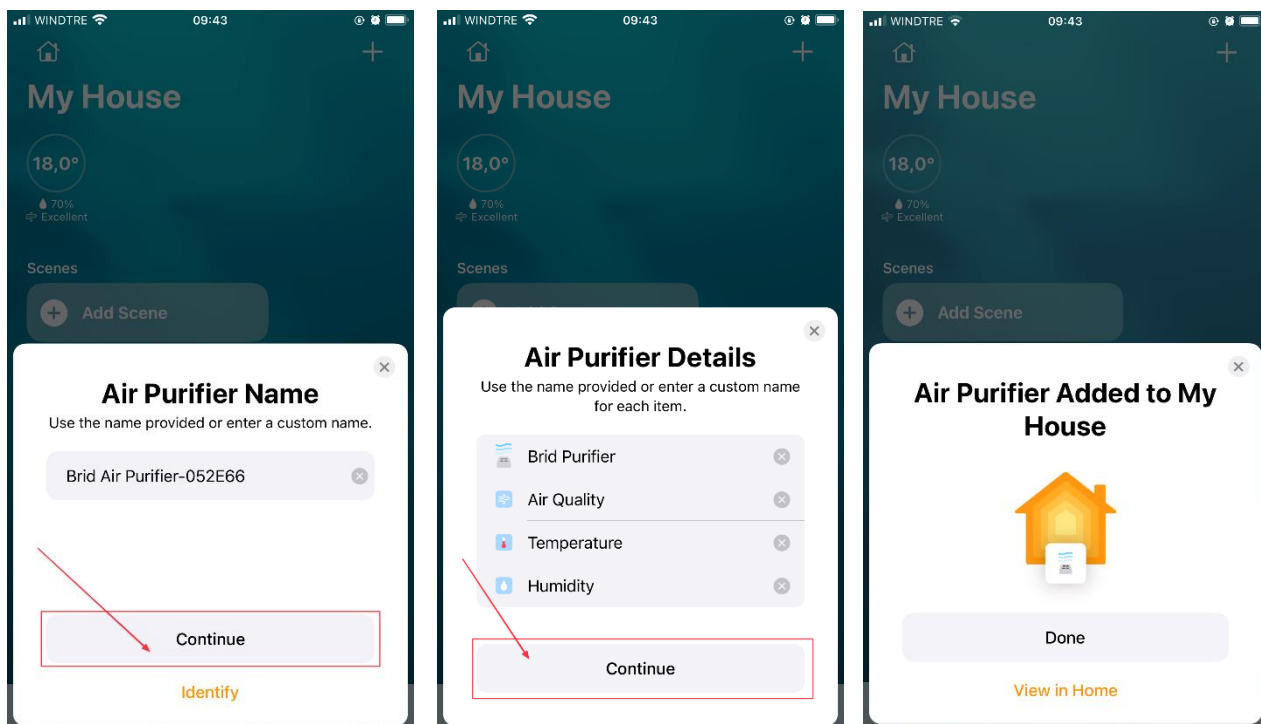 WINDTRE 09:43
My House
18,0°
70%
Excellent
Scenes
Add Scene
Air Purifier Name
Use the name provided or enter a custom name.
Brid Air Purifier-052E66
Continue
Identify
WINDTRE 09:43
My House
18,0°
70%
Excellent
Scenes
Air Purifier Details
Use the name provided or enter a custom name
for each item.
Brid Purifier
Air Quality
Temperature
Humidity
Continue
WINDTRE 09:43
My House
18,0°
70%
Excellent
Scenes
Add Scene
Air Purifier Added to My
House
Done
View in Home